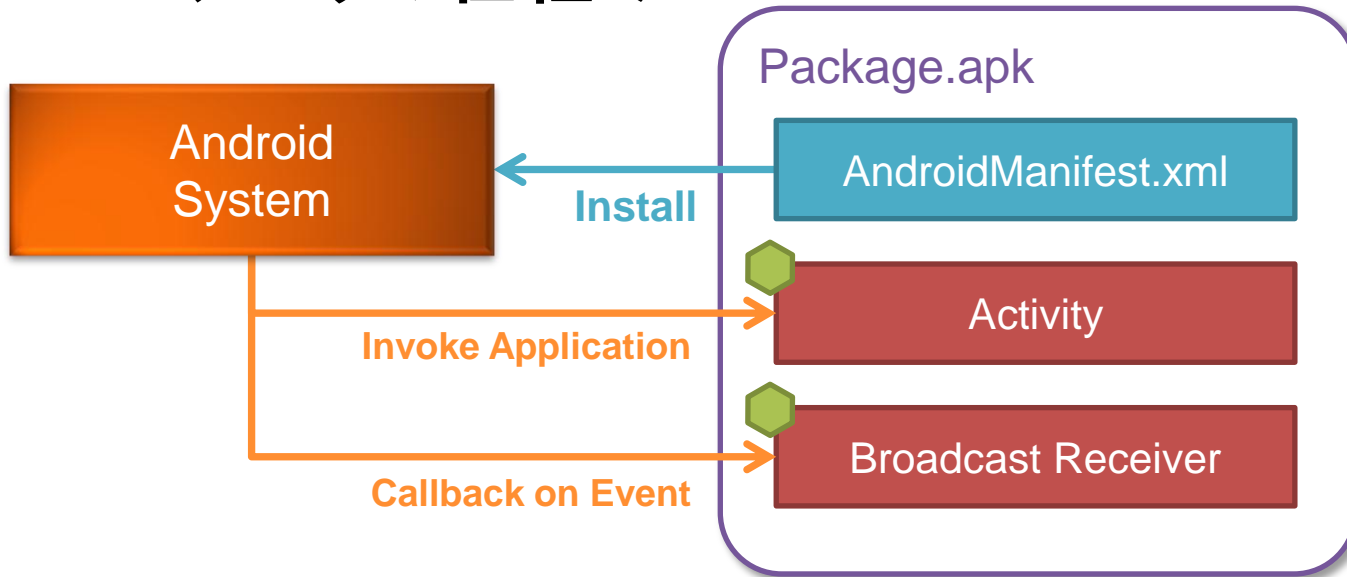 Package.apk
Android
System
AndroidManifest.xml
Install
Activity
Invoke Application
Broadcast Receiver
Callback on Event